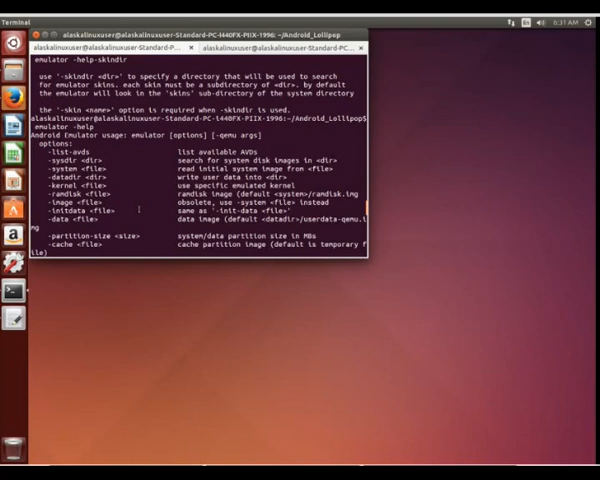 Terminal
En
6:31 AM
alaskalinuxuser@alaskalinuxuser-Standard-PC-i440FX-PIIX-1996: ~/Android_Lollipop
alaskalinuxuser@alaskalinuxuser-Standard-P... × alaskalinuxuser@alaskalinuxuser-Standard-PC... ×
emulator -help-skindir
use '-skindir <dir>' to specify a directory that will be used to search
for emulator skins. each skin must be a subdirectory of <dir>. by default
the emulator will look in the 'skins' sub-directory of the system directory
the '-skin <name>' option is required when -skindir is used.
alaskalinuxuser@alaskalinuxuser-Standard-PC-i440FX-PIIX-1996:~/Android_Lollipop$
emulator -help
Android Emulator usage: emulator [options] [-qemu args]
options:
-list-avds list available AVDs
-sysdir <dir> search for system disk images in <dir>
-system <file> read initial system image from <file>
-datadir <dir> write user data into <dir>
-kernel <file> use specific emulated kernel
-ramdisk <file> ramdisk image (default <system>/ramdisk.img
-image <file> obsolete, use -system <file> instead
-initdata <file> same as '-init-data <file>'
-data <file> data image (default <datadir>/userdata-qemu.i
mg
-partition-size <size> system/data partition size in MBs
-cache <file> cache partition image (default is temporary f
ile)